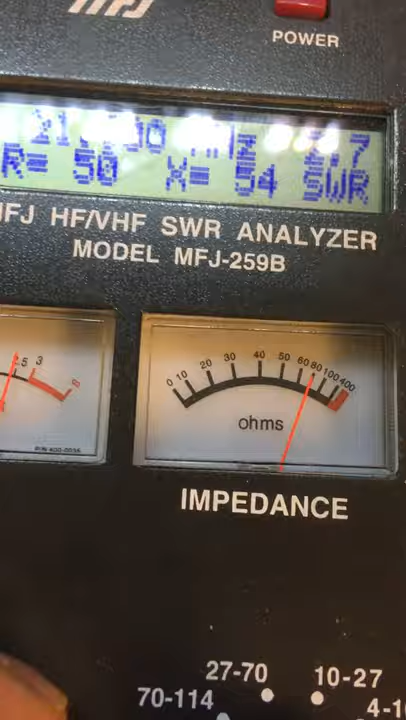 POWER
R= 50 X= 54 SWR
MFJ HF/VHF SWR ANALYZER
MODEL MFJ-259B
0 10 20 30 40 50 60 80 100 400
3
ohms
IMPEDANCE
27-70 10-27
70-114